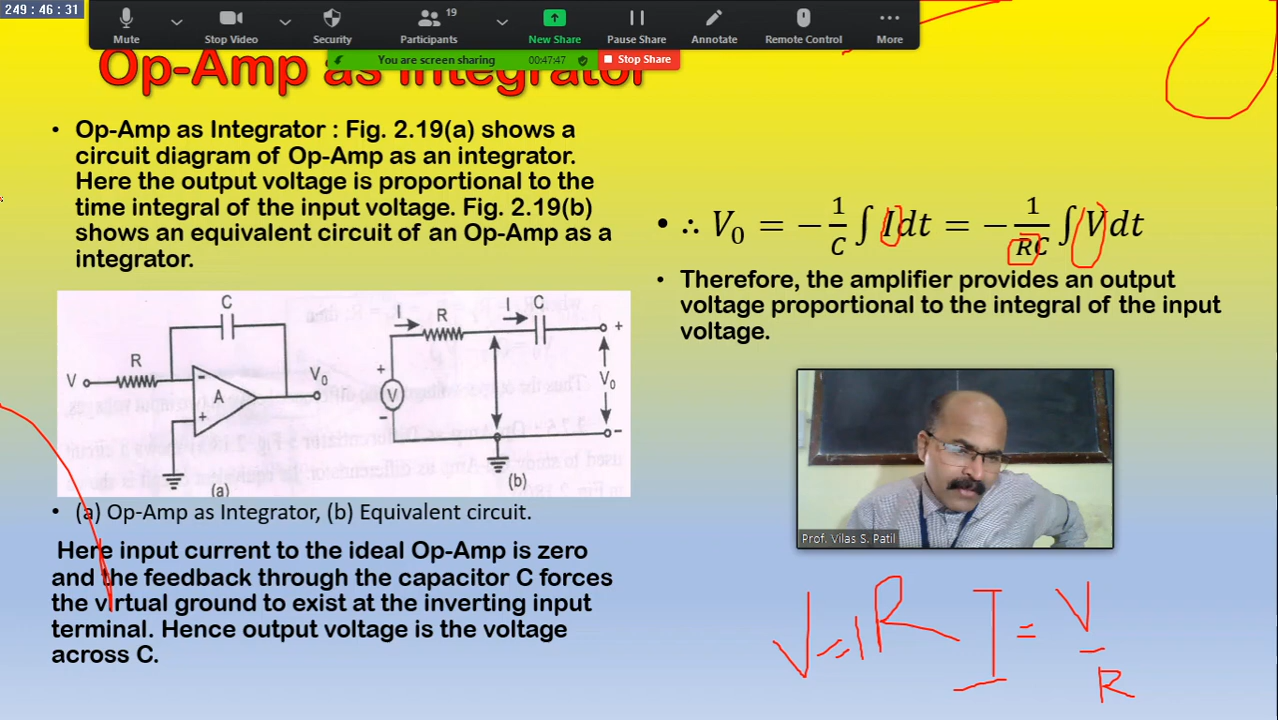 249:46:31
Mute
Stop Video
Security
19
Participants
New Share
Pause Share
Annotate
Remote Control
More
You are screen sharing
00:47:47
Stop Share
Op-Amp as Integrator
• Op-Amp as Integrator : Fig. 2.19(a) shows a
circuit diagram of Op-Amp as an integrator.
Here the output voltage is proportional to the
time integral of the input voltage. Fig. 2.19(b)
shows an equivalent circuit of an Op-Amp as a
integrator.
C
R
V
-
+
A
V₀
(a)
I
R
I
C
+
+
V
-
V₀
-
(b)
• (a) Op-Amp as Integrator, (b) Equivalent circuit.
Here input current to the ideal Op-Amp is zero
and the feedback through the capacitor C forces
the virtual ground to exist at the inverting input
terminal. Hence output voltage is the voltage
across C.
• ∴ V₀ = −1/C ∫ Idt = −1/RC ∫ Vdt
• Therefore, the amplifier provides an output
voltage proportional to the integral of the input
voltage.
Prof. Vilas S. Patil
V=IR I = V/R